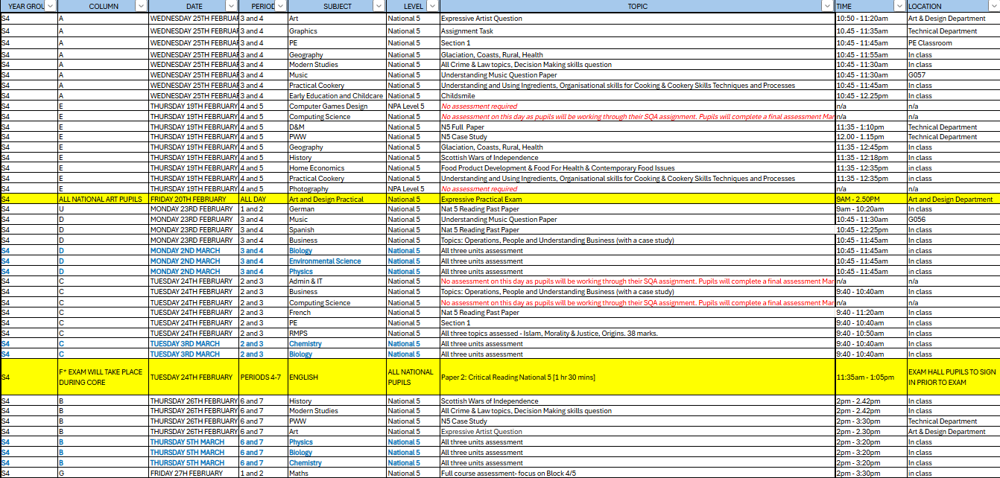 YEAR GROU COLUMN DATE PERIOD SUBJECT LEVEL TOPIC TIME LOCATION
S4 A WEDNESDAY 25TH FEBRUAR 3 and 4 Art National 5 Expressive Artist Question 10:50 - 11:20am Art & Design Department
S4 A WEDNESDAY 25TH FEBRUAR 3 and 4 Graphics National 5 Assignment Task 10.45 - 11:35am Technical Department
S4 A WEDNESDAY 25TH FEBRUAR 3 and 4 PE National 5 Section 1 10:45 - 11:45am PE Classroom
S4 A WEDNESDAY 25TH FEBRUAR 3 and 4 Geography National 5 Glaciation, Coasts, Rural, Health 10:45 - 11:55am In class
S4 A WEDNESDAY 25TH FEBRUAR 3 and 4 Modern Studies National 5 All Crime & Law topics, Decision Making skills question 10:45 - 11:30am In class
S4 A WEDNESDAY 25TH FEBRUAR 3 and 4 Music National 5 Understanding Music Question Paper 10:45 - 11:30am G057
S4 A WEDNESDAY 25TH FEBRUAR 3 and 4 Practical Cookery National 5 Understanding and Using Ingredients, Organisational skills for Cooking & Cookery Skills Techniques and Processes 10:45 - 11:45am In class
S4 A WEDNESDAY 25TH FEBRUAR 3 and 4 Early Education and Childcare National 5 Childsmile 10:45 - 12.25pm In class
S4 E THURSDAY 19TH FEBRUARY 4 and 5 Computer Games Design NPA Level 5 No assessment required n/a n/a
S4 E THURSDAY 19TH FEBRUARY 4 and 5 Computing Science National 5 No assessment on this day as pupils will be working through their SQA assignment. Pupils will complete a final assessment Mar n/a n/a
S4 E THURSDAY 19TH FEBRUARY 4 and 5 D&M National 5 N5 Full Paper 11:35 - 1:10pm Technical Department
S4 E THURSDAY 19TH FEBRUARY 4 and 5 PWW National 5 N5 Case Study 12.00 - 1.15pm Technical Department
S4 E THURSDAY 19TH FEBRUARY 4 and 5 Geography National 5 Glaciation, Coasts, Rural, Health 11:35 - 12:45pm In class
S4 E THURSDAY 19TH FEBRUARY 4 and 5 History National 5 Scottish Wars of Independence 11:35 - 12:18pm In class
S4 E THURSDAY 19TH FEBRUARY 4 and 5 Home Economics National 5 Food Product Development & Food For Health & Contemporary Food Issues 11:35 - 12:35pm in class
S4 E THURSDAY 19TH FEBRUARY 4 and 5 Practical Cookery National 5 Understanding and Using Ingredients, Organisational skills for Cooking & Cookery Skills Techniques and Processes 11:35 - 12:35pm in class
S4 E THURSDAY 19TH FEBRUARY 4 and 5 Photography NPA Level 5 No assessment required n/a n/a
S4 ALL NATIONAL ART PUPILS FRIDAY 20TH FEBRUARY ALL DAY Art and Design Practical National 5 Expressive Practical Exam 9AM - 2.50PM Art and Design Department
S4 U MONDAY 23RD FEBRUARY 1 and 2 German National 5 Nat 5 Reading Past Paper 9am - 10:20am In class
S4 D MONDAY 23RD FEBRUARY 3 and 4 Music National 5 Understanding Music Question Paper 10:45 - 11:30am G056
S4 D MONDAY 23RD FEBRUARY 3 and 4 Spanish National 5 Nat 5 Reading Past Paper 10:45 - 12:25pm In class
S4 D MONDAY 23RD FEBRUARY 3 and 4 Business National 5 Topics: Operations, People and Understanding Business (with a case study) 10:45 - 11:45am In class
S4 D MONDAY 2ND MARCH 3 and 4 Biology National 5 All three units assessment 10:45 - 11:45am In class
S4 D MONDAY 2ND MARCH 3 and 4 Environmental Science National 5 All three units assessment 10:45 - 11:45am In class
S4 D MONDAY 2ND MARCH 3 and 4 Physics National 5 All three units assessment 10:45 - 11:45am in class
S4 C TUESDAY 24TH FEBRUARY 2 and 3 Admin & IT National 5 No assessment on this day as pupils will be working through their SQA assignment. Pupils will complete a final assessment Mar n/a n/a
S4 C TUESDAY 24TH FEBRUARY 2 and 3 Business National 5 Topics: Operations, People and Understanding Business (with a case study) 9:40 - 10:40am In class
S4 C TUESDAY 24TH FEBRUARY 2 and 3 Computing Science National 5 No assessment on this day as pupils will be working through their SQA assignment. Pupils will complete a final assessment Mar n/a n/a
S4 C TUESDAY 24TH FEBRUARY 2 and 3 French National 5 Nat 5 Reading Past Paper 9:40 - 11:20am In class
S4 C TUESDAY 24TH FEBRUARY 2 and 3 PE National 5 Section 1 9:40 - 10:40am In class
S4 C TUESDAY 24TH FEBRUARY 2 and 3 RMPS National 5 All three topics assessed - Islam, Morality & Justice, Origins. 38 marks. 9:40 - 10:50am In class
S4 C TUESDAY 3RD MARCH 2 and 3 Chemistry National 5 All three units assessment 9:40 - 10:40am In class
S4 C TUESDAY 3RD MARCH 2 and 3 Biology National 5 All three units assessment 9:40 - 10:40am In class
S4 F* EXAM WILL TAKE PLACE DURING CORE TUESDAY 24TH FEBRUARY PERIODS 4-7 ENGLISH ALL NATIONAL PUPILS Paper 2: Critical Reading National 5 [1 hr 30 mins] 11:35am - 1:05pm EXAM HALL PUPILS TO SIGN IN PRIOR TO EXAM
S4 B THURSDAY 26TH FEBRUARY 6 and 7 History National 5 Scottish Wars of Independence 2pm - 2.42pm In class
S4 B THURSDAY 26TH FEBRUARY 6 and 7 Modern Studies National 5 All Crime & Law topics, Decision Making skills question 2pm - 2.42pm In class
S4 B THURSDAY 26TH FEBRUARY 6 and 7 PWW National 5 N5 Case Study 2pm - 3:30pm Technical Department
S4 B THURSDAY 26TH FEBRUARY 6 and 7 Art National 5 Expressive Artist Question 2pm - 2.30pm Art & Design Department
S4 B THURSDAY 5TH MARCH 6 and 7 Physics National 5 All three units assessment 2pm - 3:20pm In class
S4 B THURSDAY 5TH MARCH 6 and 7 Biology National 5 All three units assessment 2pm - 3:20pm In class
S4 B THURSDAY 5TH MARCH 6 and 7 Chemistry National 5 All three units assessment 2pm - 3:20pm In class
S4 G FRIDAY 27TH FEBRUARY 1 and 2 Maths National 5 Full course assessment- focus on Block 4/5 2pm - 3:30pm in class